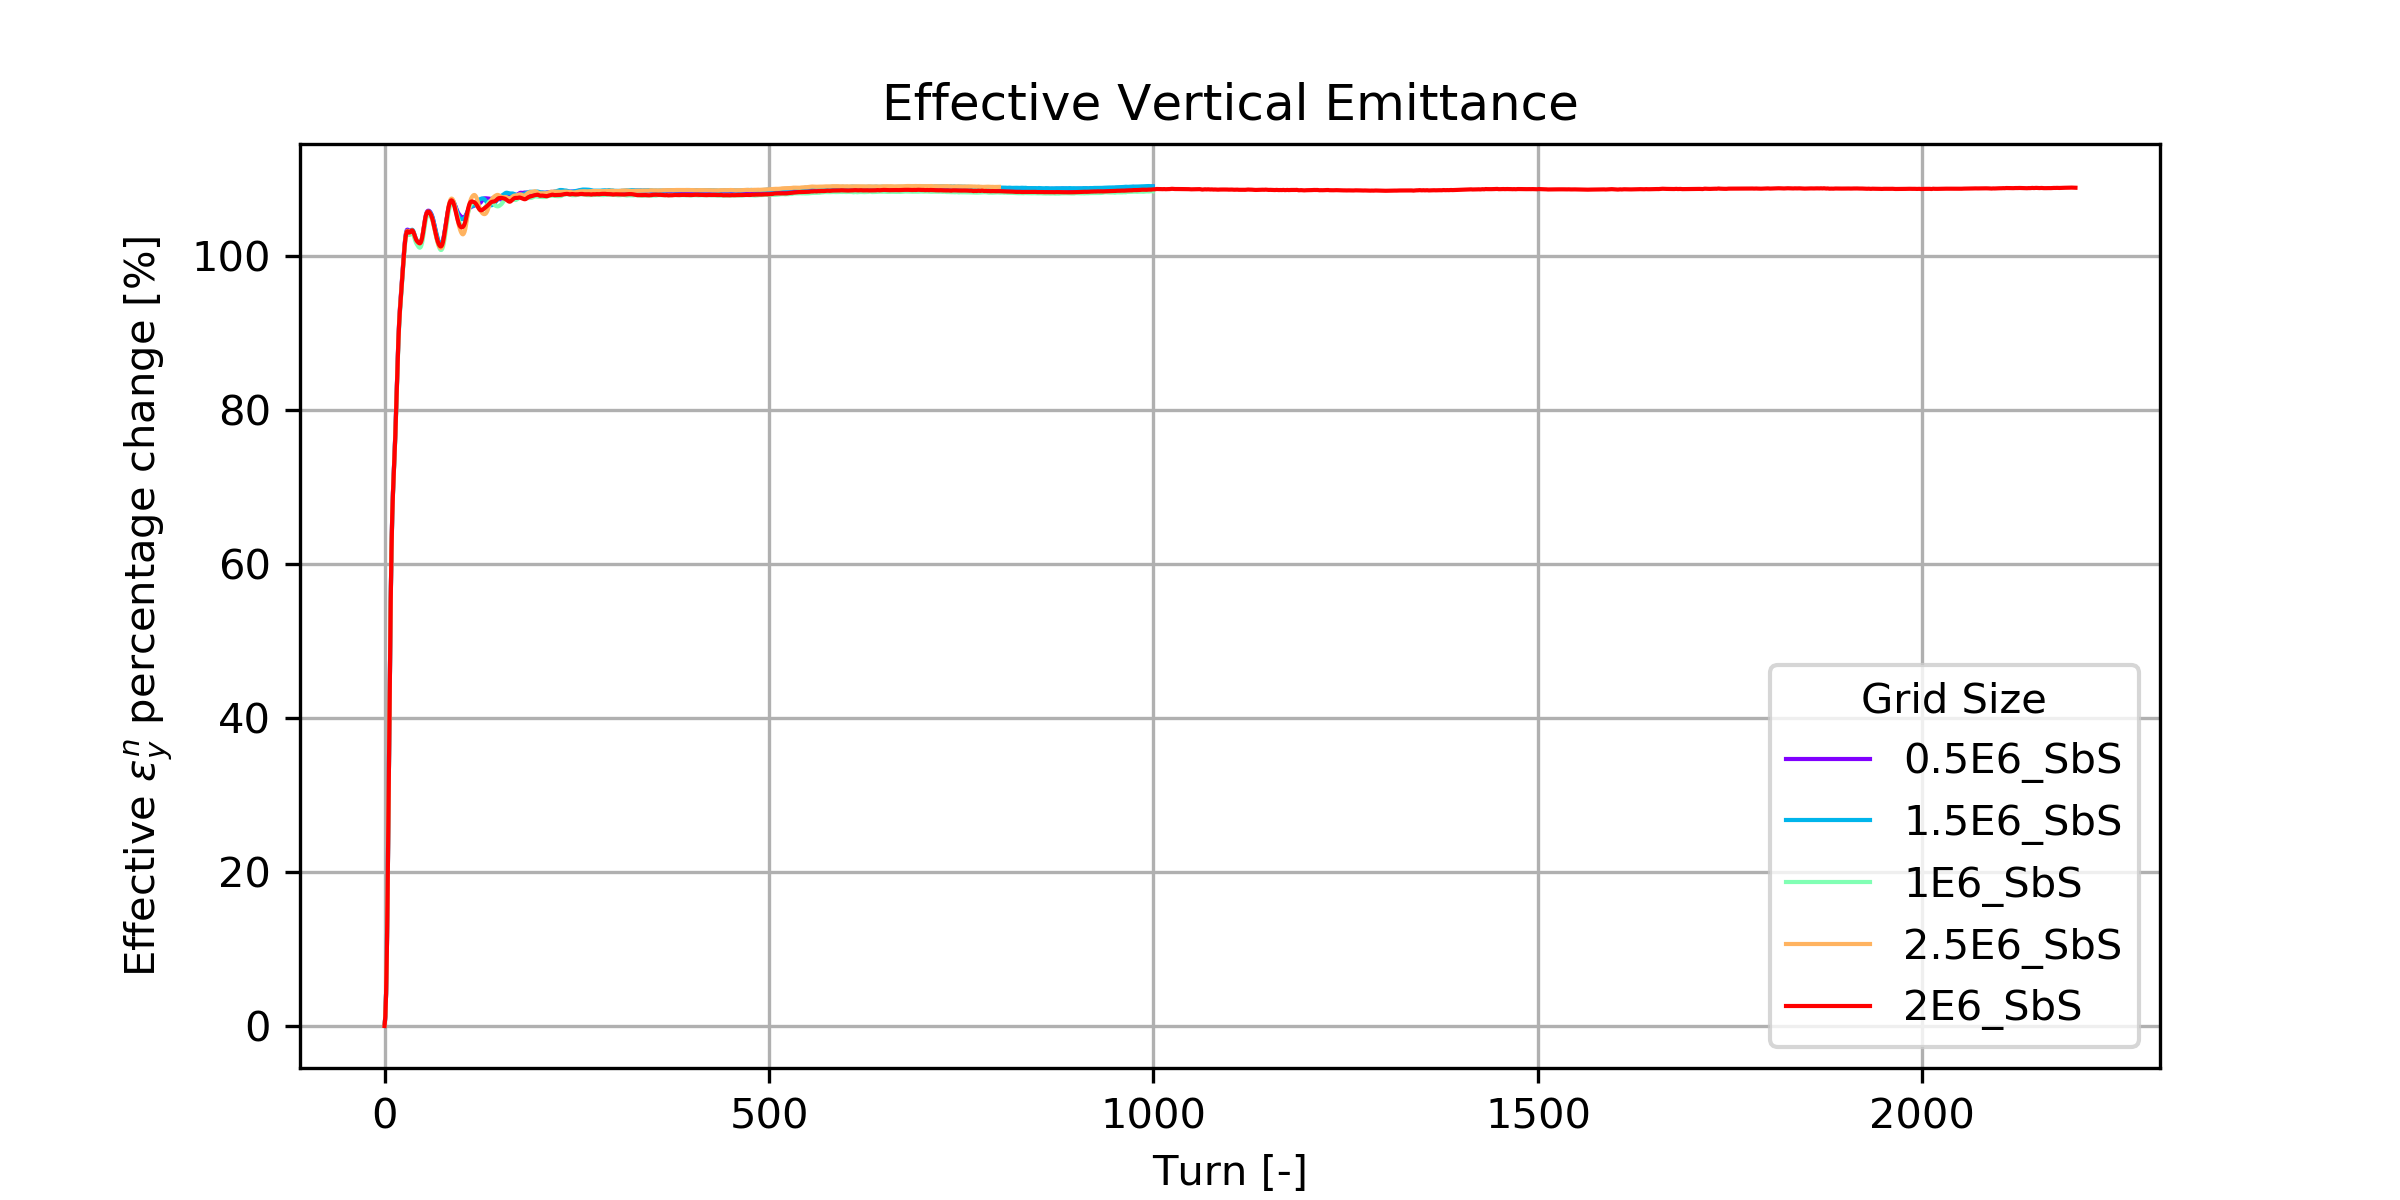 Effective Vertical Emittance
Effective εⁿ_y percentage change [%]
100
80
60
40
20
0
0 500 1000 1500 2000
Turn [-]
Grid Size
0.5E6_SbS
1.5E6_SbS
1E6_SbS
2.5E6_SbS
2E6_SbS